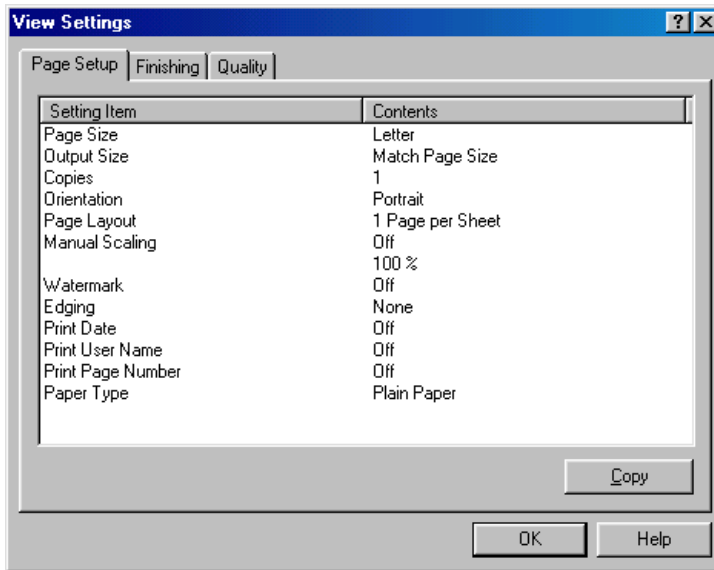 View Settings
Page Setup Finishing Quality
Setting Item Contents
Page Size Letter
Output Size Match Page Size
Copies 1
Orientation Portrait
Page Layout 1 Page per Sheet
Manual Scaling Off
100 %
Watermark Off
Edging None
Print Date Off
Print User Name Off
Print Page Number Off
Paper Type Plain Paper
Copy
OK Help